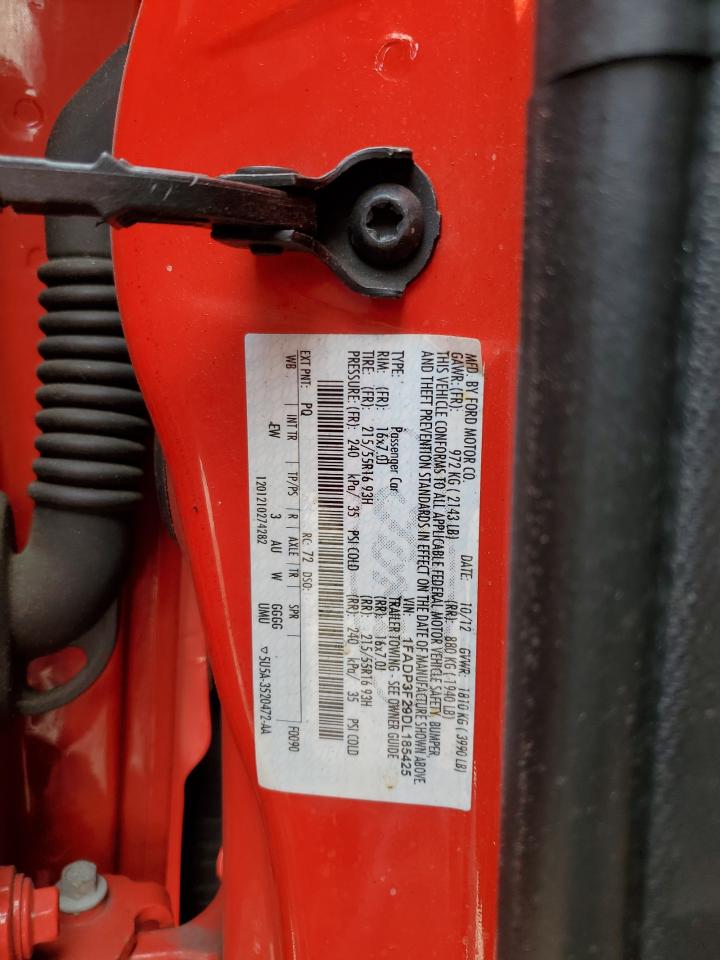 MFD. BY FORD MOTOR CO.
DATE: 10/12 GVWR: 1810 KG ( 3990 LB)
GAWR:(FR): 972 KG ( 2143 LB) (RR): 880 KG ( 1940 LB)
THIS VEHICLE CONFORMS TO ALL APPLICABLE FEDERAL MOTOR VEHICLE SAFETY BUMPER,
AND THEFT PREVENTION STANDARDS IN EFFECT ON THE DATE OF MANUFACTURE SHOWN ABOVE
VIN: 1FADP3F29DL185425
TYPE: Passenger Car TRAILER TOWING - SEE OWNER GUIDE
RIM: (FR): 16x7.0J (RR): 16x7.0J
TIRE: (FR): 215/55R16 93H (RR): 215/55R16 93H
PRESSURE: (FR): 240 kPa/ 35 PSI COLD (RR): 240 kPa/ 35 PSI COLD
EXT PNT: PQ RC: 72 DSO: F0090
WB INT TR TP/PS R AXLE TR SPR
-EW 3 AU W GGGG
1201210274282 UMU ▽ 5U5A-3520472-AA